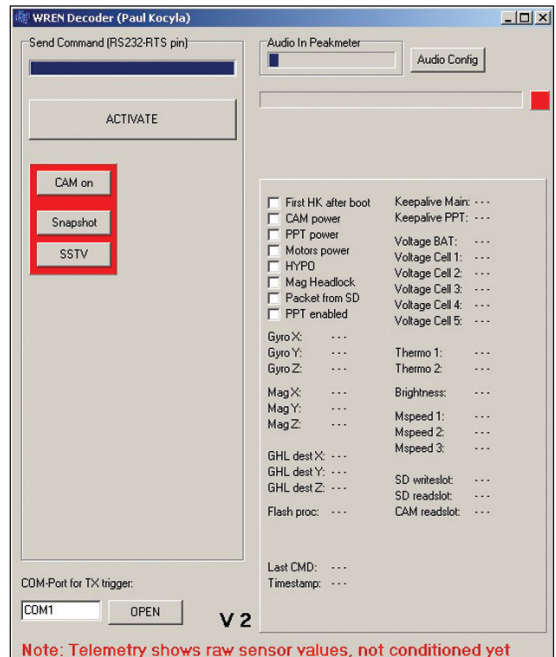 WREN Decoder (Paul Kocyla)
Send Command (RS232-RTS pin)
ACTIVATE
CAM on
Snapshot
SSTV
COM-Port for TX trigger:
COM1
OPEN
V 2
Audio In Peakmeter
Audio Config
First HK after boot
CAM power
PPT power
Motors power
HYPO
Mag Headlock
Packet from SD
PPT enabled
Keepalive Main: ---
Keepalive PPT: ---
Voltage BAT: ---
Voltage Cell 1: ---
Voltage Cell 2: ---
Voltage Cell 3: ---
Voltage Cell 4: ---
Voltage Cell 5: ---
Gyro X: ---
Gyro Y: ---
Gyro Z: ---
Mag X: ---
Mag Y: ---
Mag Z: ---
GHL dest X: ---
GHL dest Y: ---
GHL dest Z: ---
Flash proc: ---
Thermo 1: ---
Thermo 2: ---
Brightness: ---
Mspeed 1: ---
Mspeed 2: ---
Mspeed 3: ---
SD writeslot: ---
SD readslot: ---
CAM readslot: ---
Last CMD: ---
Timestamp: ---
Note: Telemetry shows raw sensor values, not conditioned yet